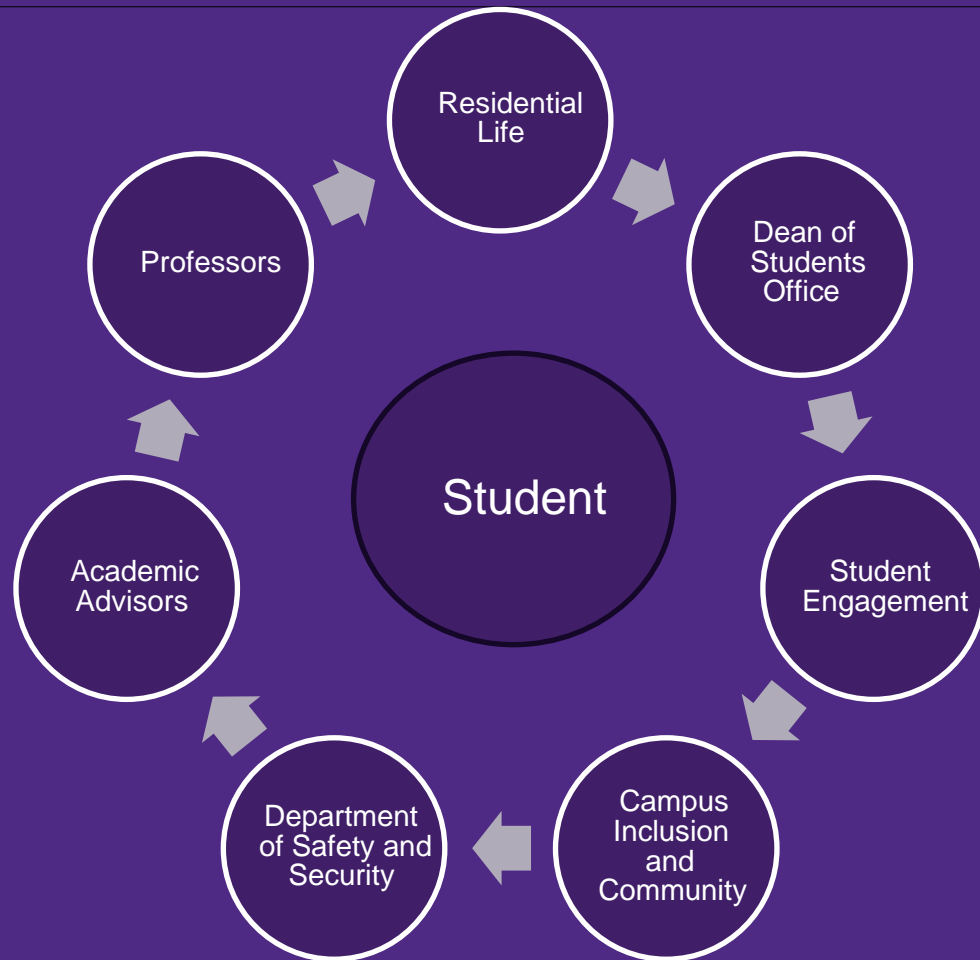 Residential
Life
Dean of
Students
Office
Student
Engagement
Campus
Inclusion
and
Community
Department
of Safety and
Security
Academic
Advisors
Professors
Student